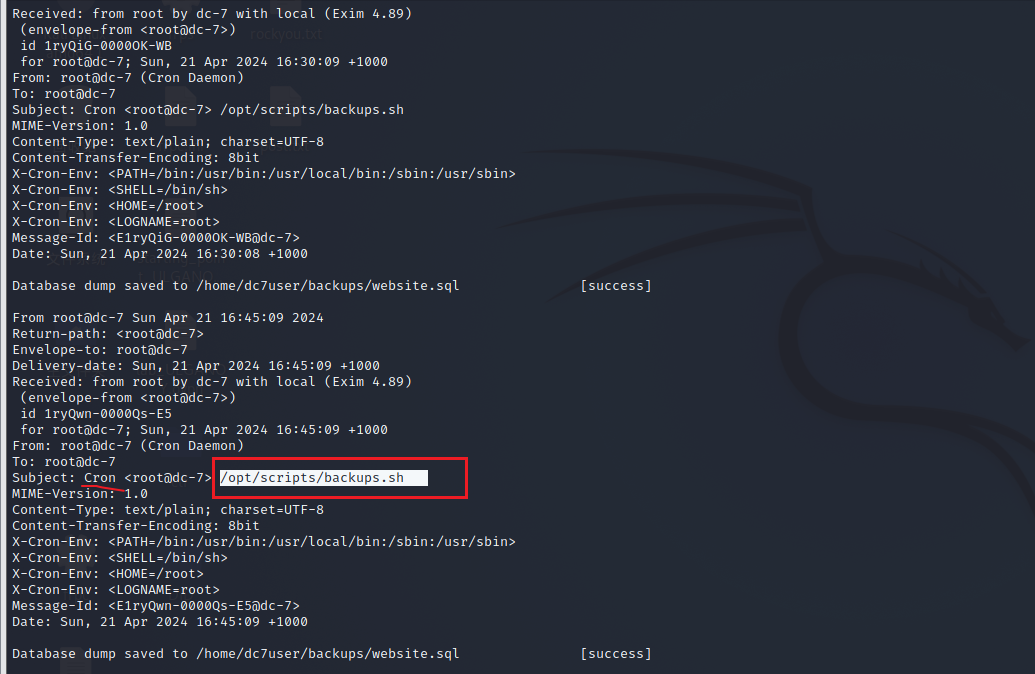 Received: from root by dc-7 with local (Exim 4.89)
(envelope-from <root@dc-7>)
id 1ryQiG-0000OK-WB
for root@dc-7; Sun, 21 Apr 2024 16:30:09 +1000
From: root@dc-7 (Cron Daemon)
To: root@dc-7
Subject: Cron <root@dc-7> /opt/scripts/backups.sh
MIME-Version: 1.0
Content-Type: text/plain; charset=UTF-8
Content-Transfer-Encoding: 8bit
X-Cron-Env: <PATH=/bin:/usr/bin:/usr/local/bin:/sbin:/usr/sbin>
X-Cron-Env: <SHELL=/bin/sh>
X-Cron-Env: <HOME=/root>
X-Cron-Env: <LOGNAME=root>
Message-Id: <E1ryQiG-0000OK-WB@dc-7>
Date: Sun, 21 Apr 2024 16:30:08 +1000
Database dump saved to /home/dc7user/backups/website.sql [success]
From root@dc-7 Sun Apr 21 16:45:09 2024
Return-path: <root@dc-7>
Envelope-to: root@dc-7
Delivery-date: Sun, 21 Apr 2024 16:45:09 +1000
Received: from root by dc-7 with local (Exim 4.89)
(envelope-from <root@dc-7>)
id 1ryQwn-0000Qs-E5
for root@dc-7; Sun, 21 Apr 2024 16:45:09 +1000
From: root@dc-7 (Cron Daemon)
To: root@dc-7
Subject: Cron <root@dc-7> /opt/scripts/backups.sh
MIME-Version: 1.0
Content-Type: text/plain; charset=UTF-8
Content-Transfer-Encoding: 8bit
X-Cron-Env: <PATH=/bin:/usr/bin:/usr/local/bin:/sbin:/usr/sbin>
X-Cron-Env: <SHELL=/bin/sh>
X-Cron-Env: <HOME=/root>
X-Cron-Env: <LOGNAME=root>
Message-Id: <E1ryQwn-0000Qs-E5@dc-7>
Date: Sun, 21 Apr 2024 16:45:09 +1000
Database dump saved to /home/dc7user/backups/website.sql [success]
rockyou.txt